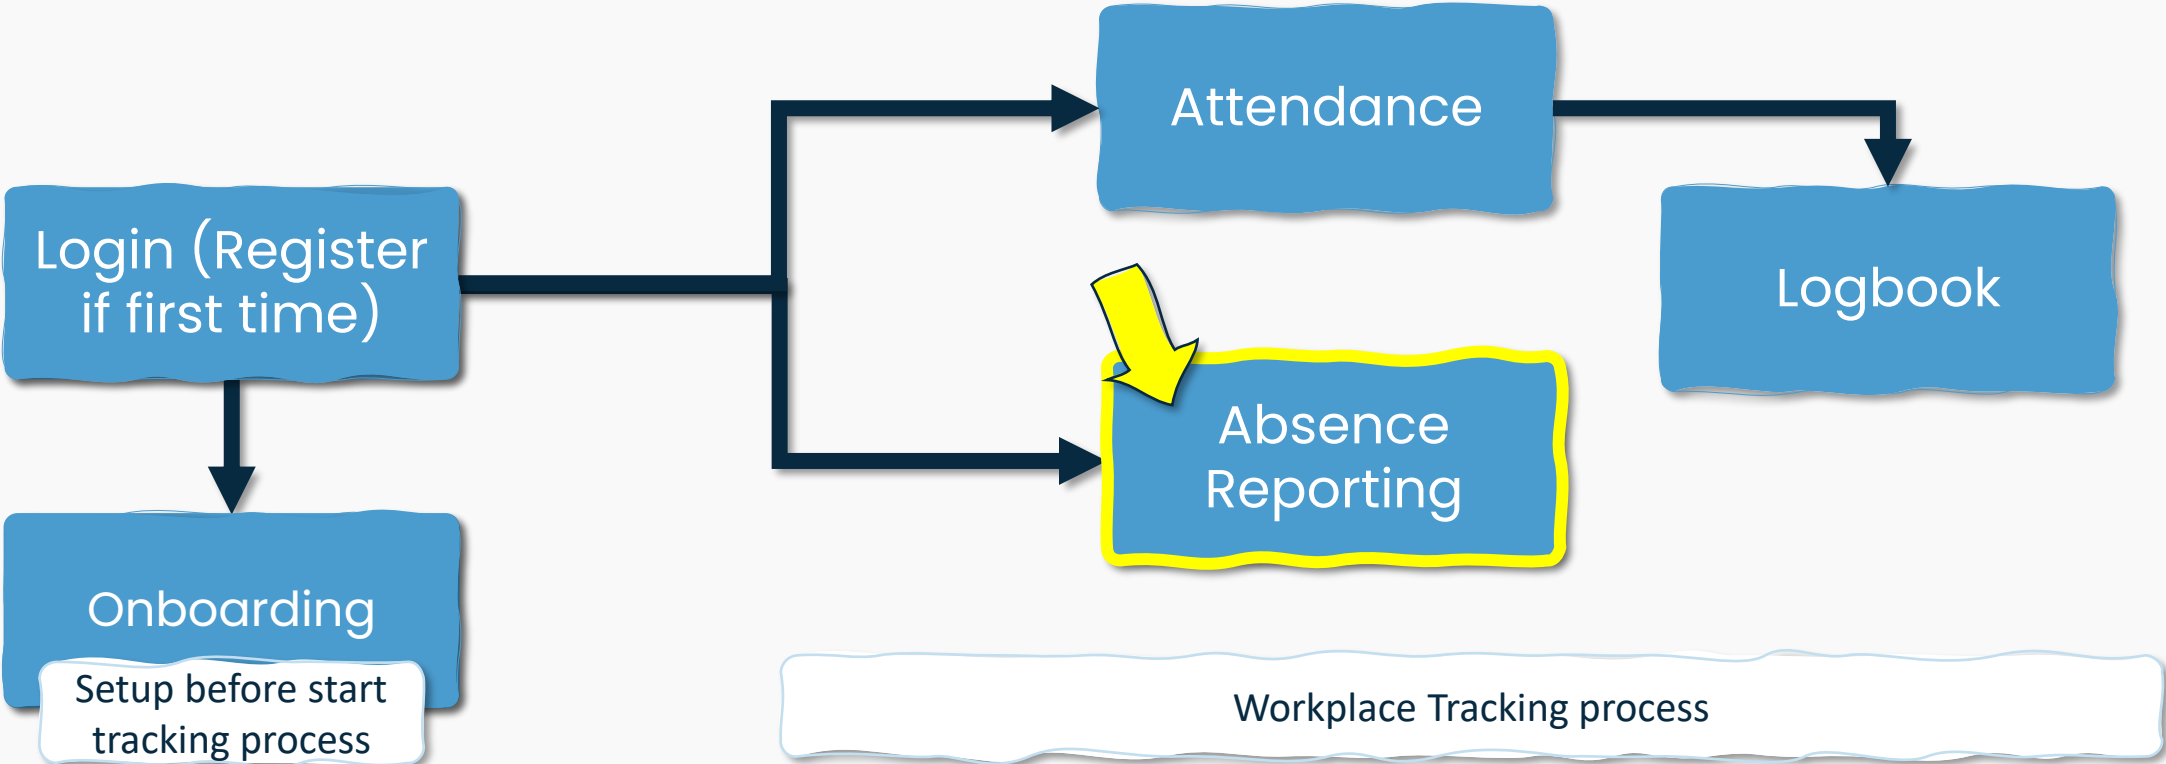 Attendance
Login (Register
if first time)
Logbook
Absence
Reporting
Onboarding
Setup before start
tracking process
Workplace Tracking process